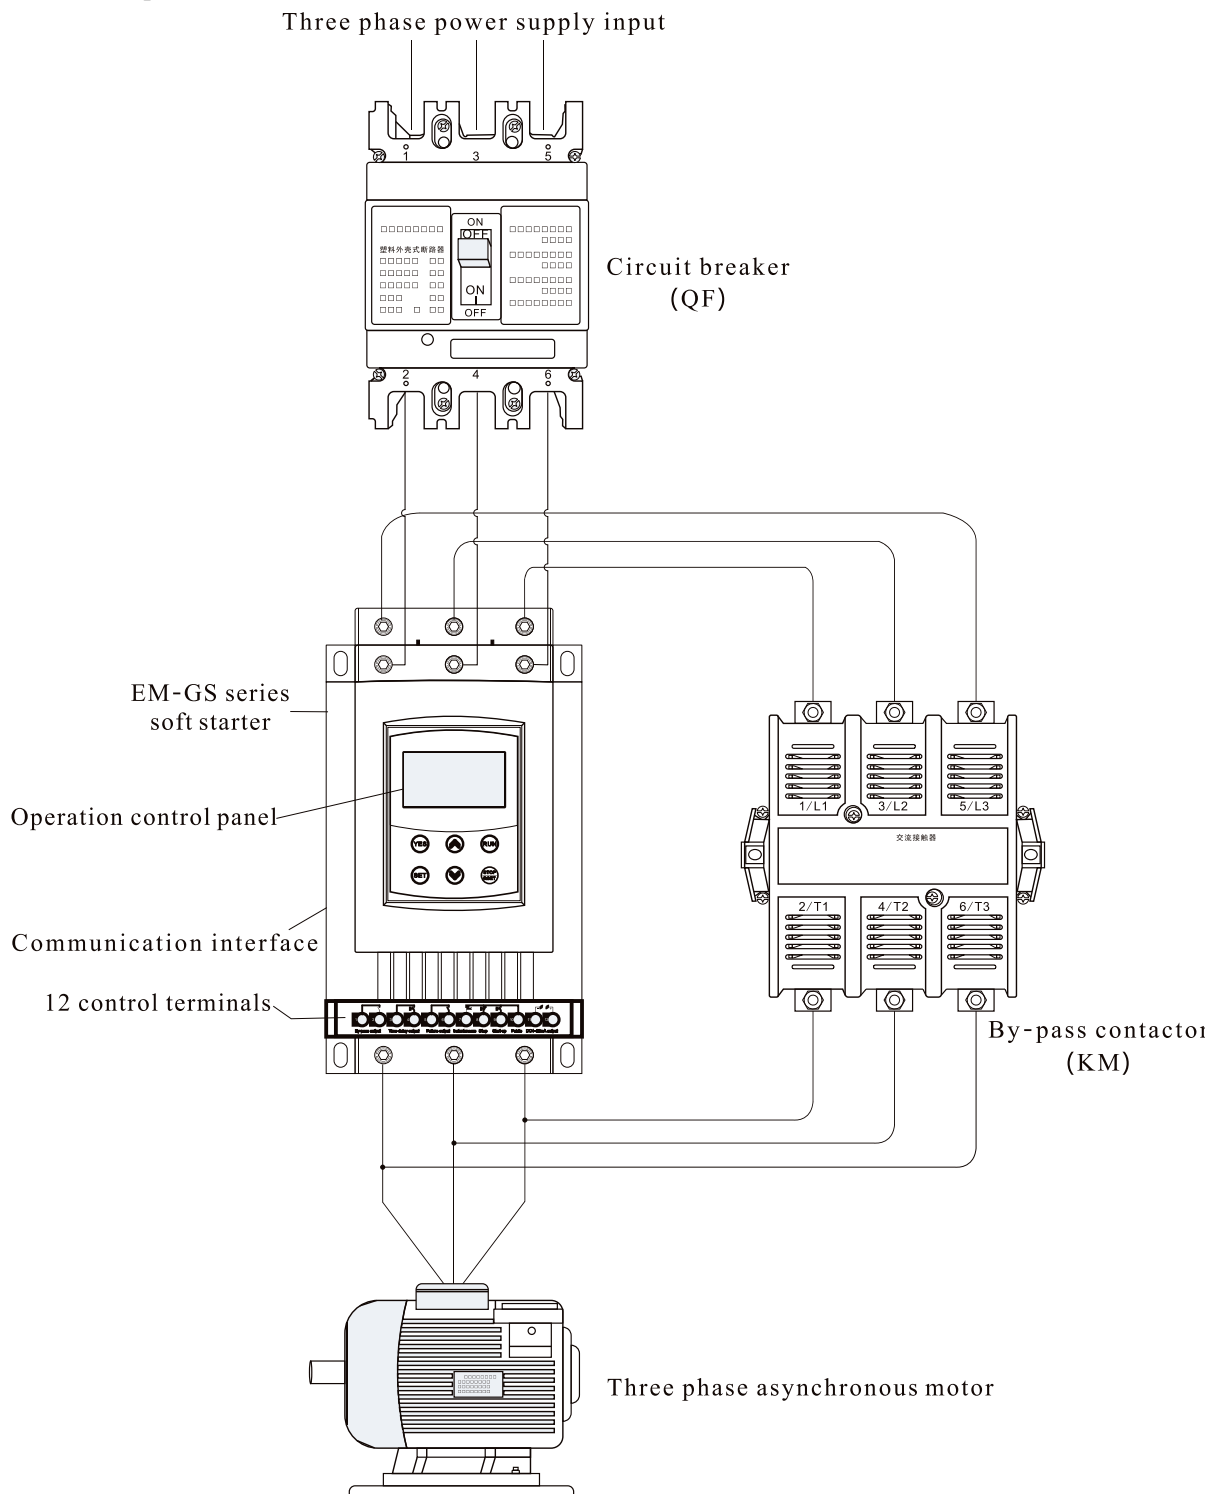 Three phase power supply input
1 3 5
ON
OFF
塑料外壳式断路器
ON
OFF
Circuit breaker
(QF)
2 4 6
EM-GS series
soft starter
Operation control panel
YES
RUN
SET
STOP
Communication interface
12 control terminals
1/L1 3/L2 5/L3
交流接触器
2/T1 4/T2 6/T3
By-pass contactor
(KM)
Three phase asynchronous motor